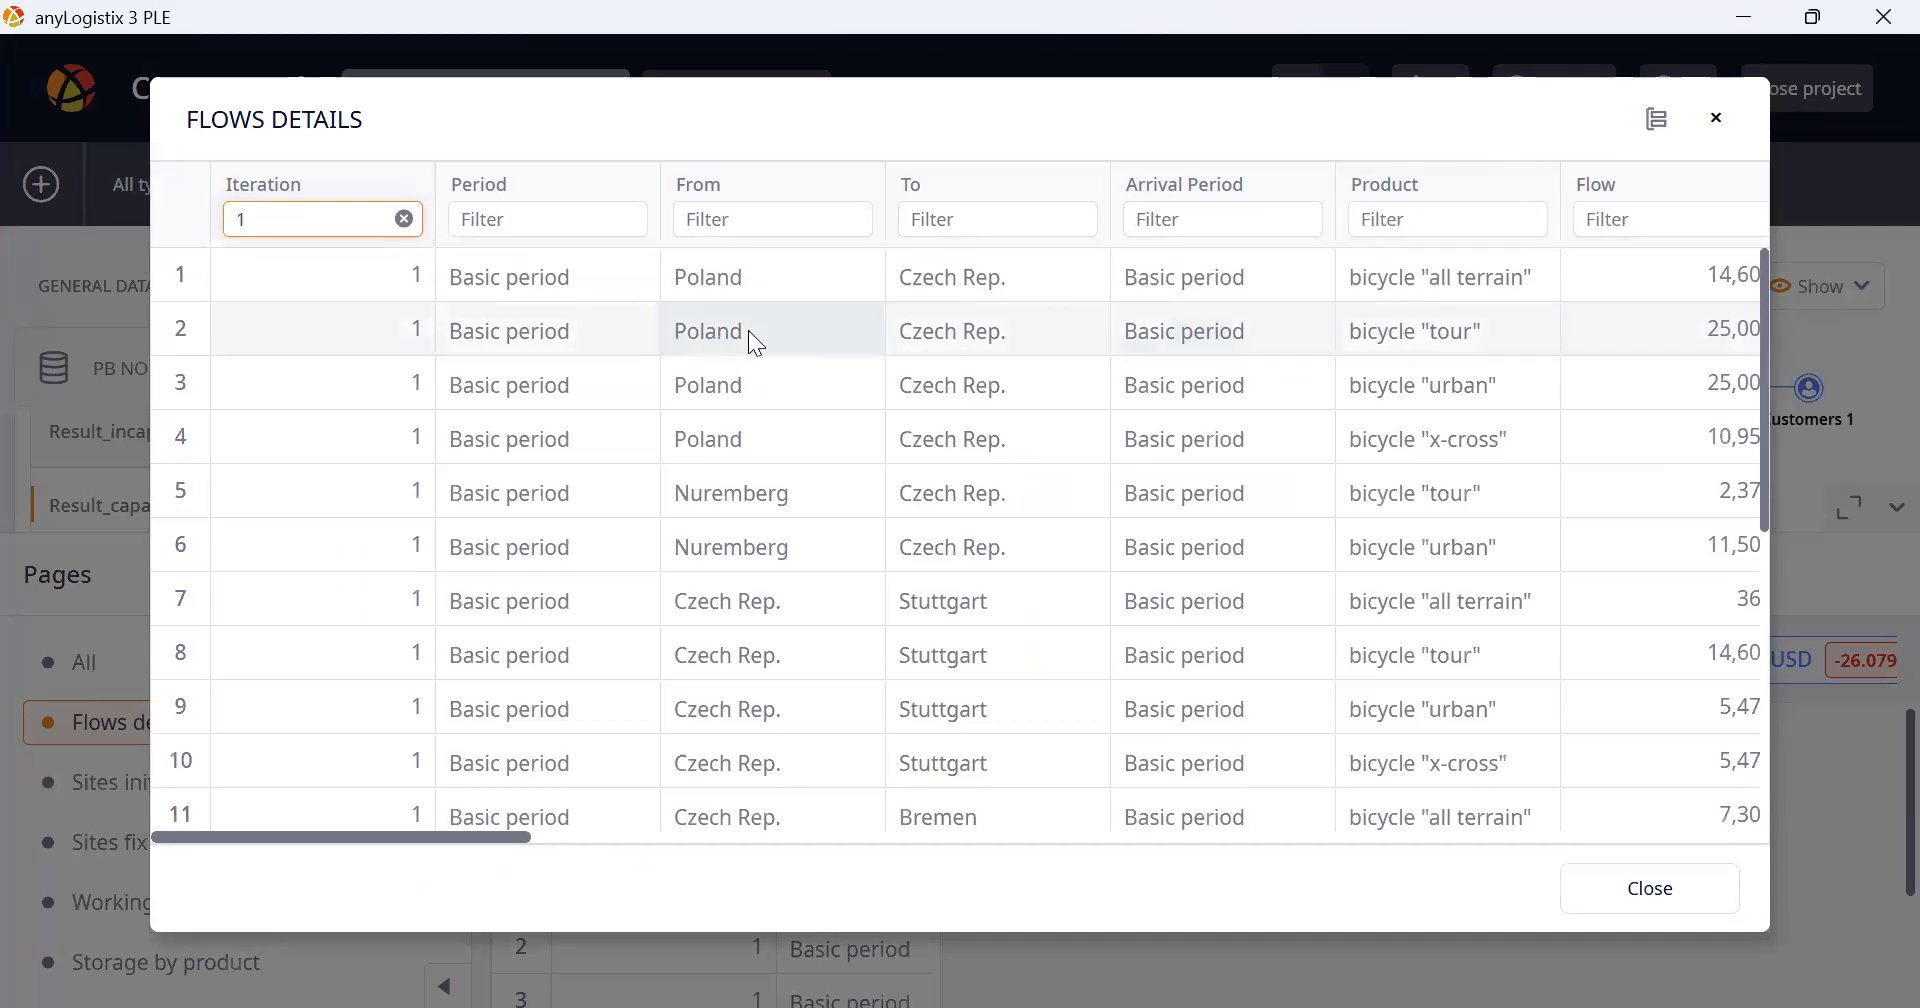 anyLogistix 3 PLE
ose project
FLOWS DETAILS
All
Iteration Period From To Arrival Period Product Flow
1 Filter Filter Filter Filter Filter Filter
1 1 Basic period Poland Czech Rep. Basic period bicycle "all terrain" 14,60
2 1 Basic period Poland Czech Rep. Basic period bicycle "tour" 25,00
3 1 Basic period Poland Czech Rep. Basic period bicycle "urban" 25,00
4 1 Basic period Poland Czech Rep. Basic period bicycle "x-cross" 10,95
5 1 Basic period Nuremberg Czech Rep. Basic period bicycle "tour" 2,37
6 1 Basic period Nuremberg Czech Rep. Basic period bicycle "urban" 11,50
7 1 Basic period Czech Rep. Stuttgart Basic period bicycle "all terrain" 36
8 1 Basic period Czech Rep. Stuttgart Basic period bicycle "tour" 14,60
9 1 Basic period Czech Rep. Stuttgart Basic period bicycle "urban" 5,47
10 1 Basic period Czech Rep. Stuttgart Basic period bicycle "x-cross" 5,47
11 1 Basic period Czech Rep. Bremen Basic period bicycle "all terrain" 7,30
Close
GENERAL DATA
Show
PB NO
Result_incap
ustomers 1
Result_capa
Pages
All
USD -26.079
Flows de
Sites ini
Sites fix
Working
Storage by product
2 1 Basic period
3 1 Basic period